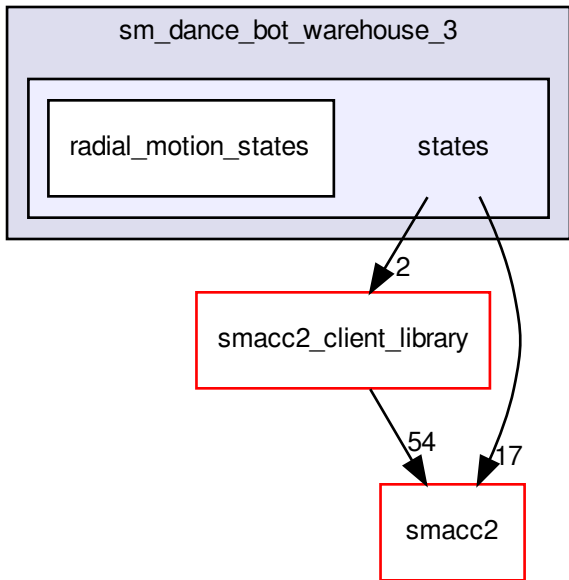 sm_dance_bot_warehouse_3
radial_motion_states
states
2
smacc2_client_library
54
17
smacc2